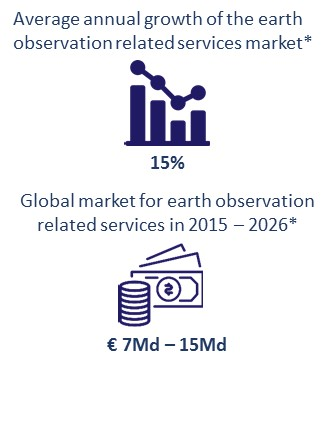 Average annual growth of the earth
observation related services market*
15%
Global market for earth observation
related services in 2015 – 2026*
$
€ 7Md – 15Md